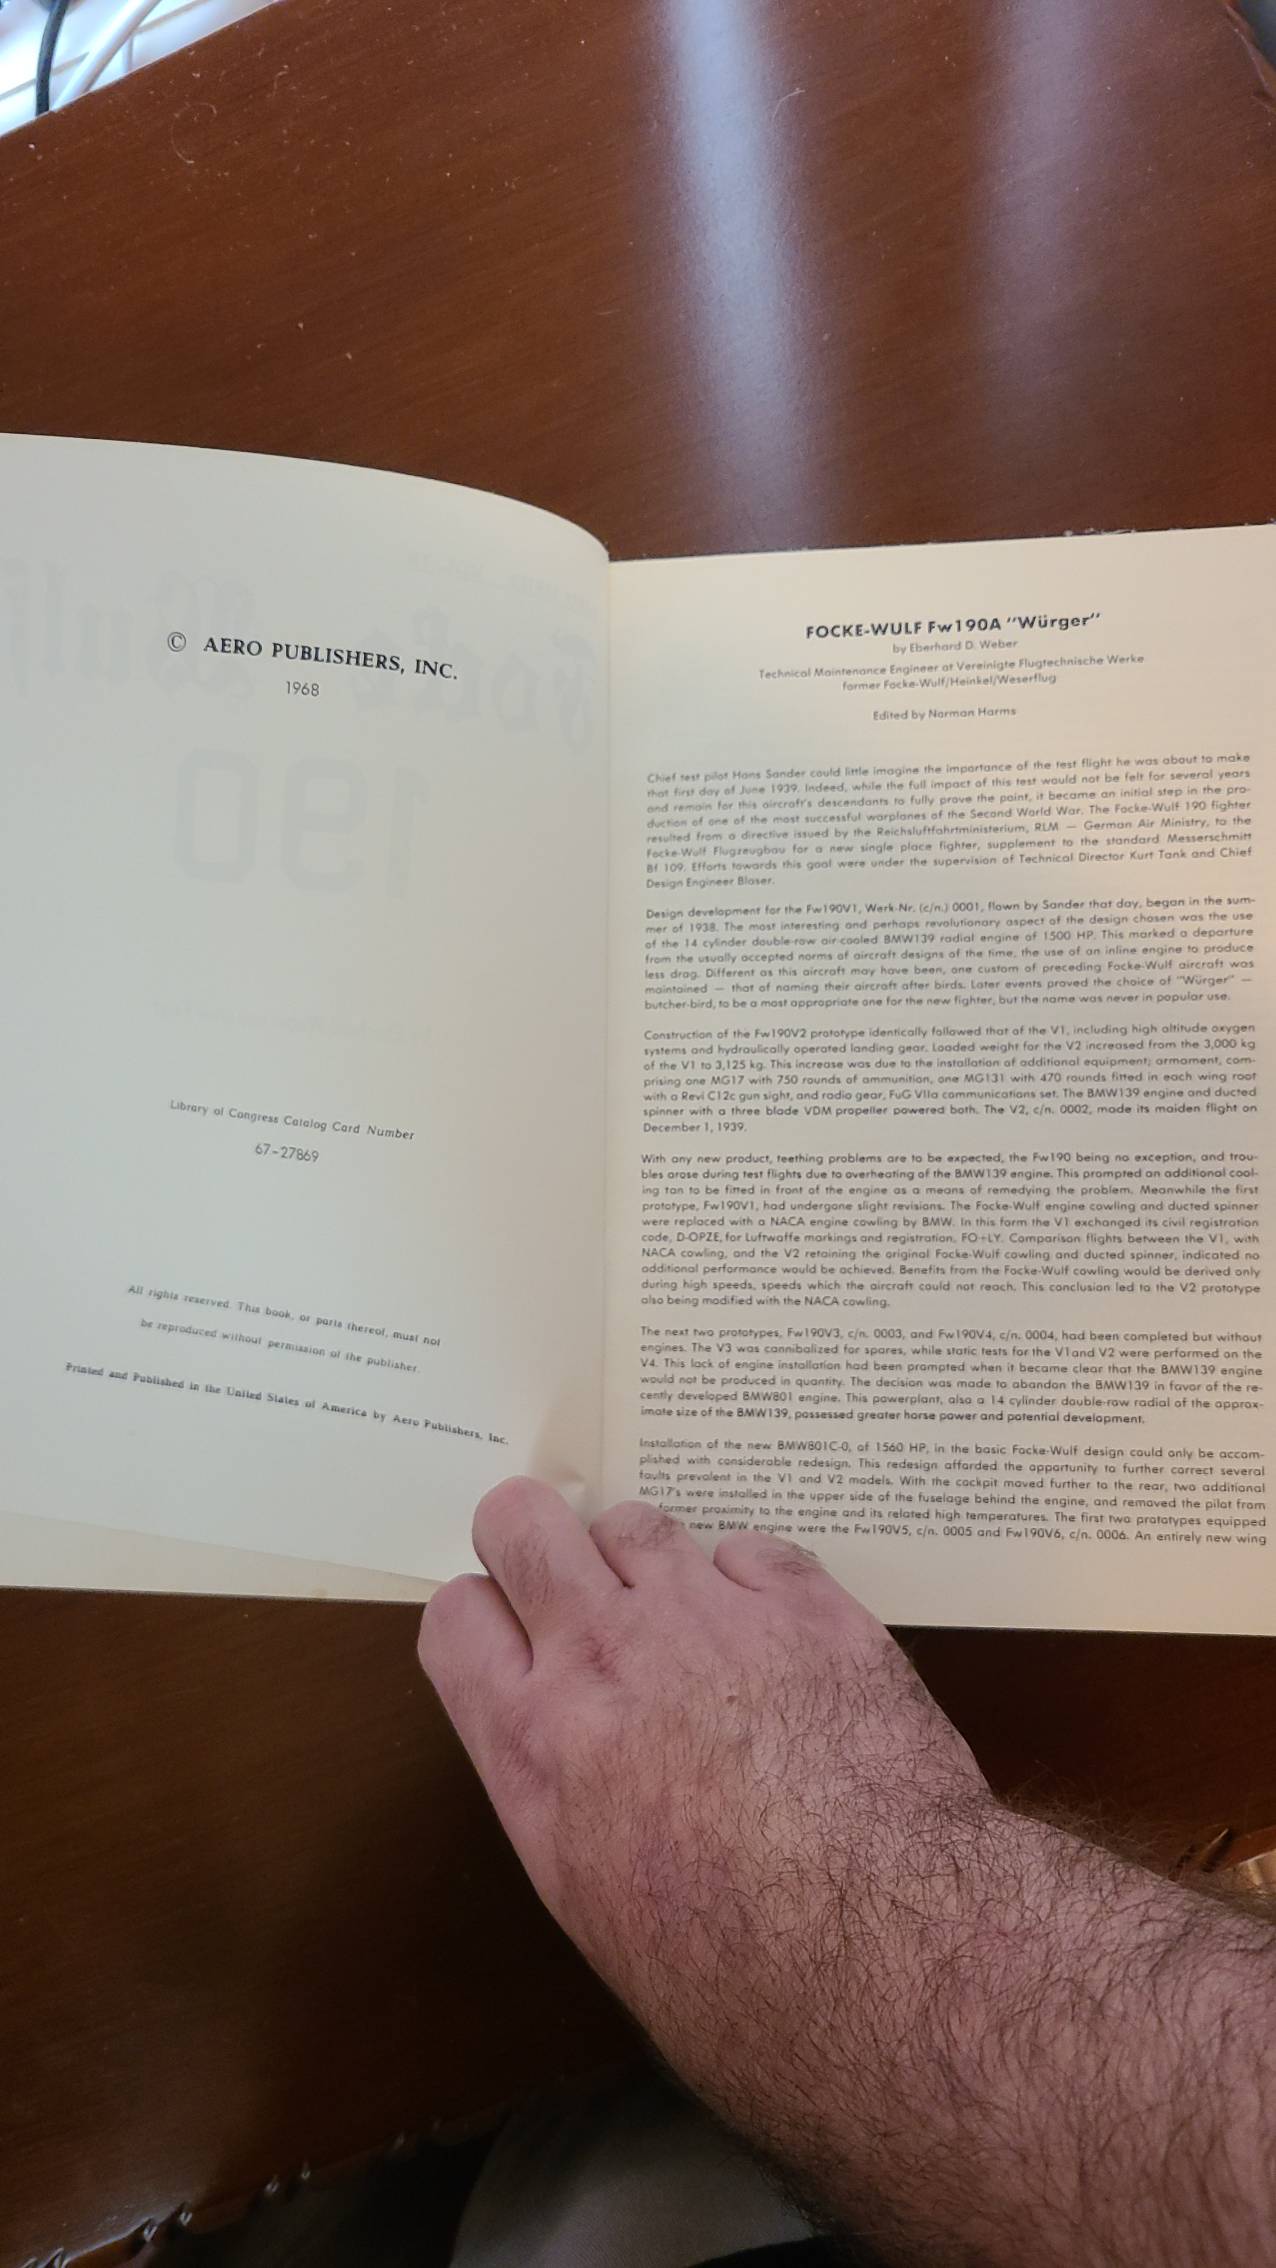 © AERO PUBLISHERS, INC.
1968
Library of Congress Catalog Card Number
67-27869
All rights reserved. This book, or parts thereof, must not
be reproduced without permission of the publisher.
Printed and Published in the United States of America by Aero Publishers, Inc.
FOCKE-WULF Fw190A "Würger"
by Eberhard D. Weber
Technical Maintenance Engineer at Vereinigte Flugtechnische Werke
former Focke-Wulf/Heinkel/Weserflug
Edited by Norman Harms
Chief test pilot Hans Sander could little imagine the importance of the test flight he was about to make
that first day of June 1939. Indeed, while the full impact of this test would not be felt for several years
and remain for this aircraft's descendants to fully prove the point, it became an initial step in the pro-
duction of one of the most successful warplanes of the Second World War. The Focke-Wulf 190 fighter
resulted from a directive issued by the Reichsluftfahrtministerium, RLM — German Air Ministry, to the
Focke-Wulf Flugzeugbau for a new single place fighter, supplement to the standard Messerschmitt
Bf 109. Efforts towards this goal were under the supervision of Technical Director Kurt Tank and Chief
Design Engineer Blaser.
Design development for the Fw190V1, Werk-Nr. (c/n.) 0001, flown by Sander that day, began in the sum-
mer of 1938. The most interesting and perhaps revolutionary aspect of the design chosen was the use
of the 14 cylinder double-row air-cooled BMW139 radial engine of 1500 HP. This marked a departure
from the usually accepted norms of aircraft designs of the time, the use of an inline engine to produce
less drag. Different as this aircraft may have been, one custom of preceding Focke-Wulf aircraft was
maintained — that of naming their aircraft after birds. Later events proved the choice of "Würger" —
butcher-bird, to be a most appropriate one for the new fighter, but the name was never in popular use.
Construction of the Fw190V2 prototype identically followed that of the V1, including high altitude oxygen
systems and hydraulically operated landing gear. Loaded weight for the V2 increased from the 3,000 kg
of the V1 to 3,125 kg. This increase was due to the installation of additional equipment; armament, com-
prising one MG17 with 750 rounds of ammunition, one MG131 with 470 rounds fitted in each wing root
with a Revi C12c gun sight, and radio gear, FuG VIIa communications set. The BMW139 engine and ducted
spinner with a three blade VDM propeller powered both. The V2, c/n. 0002, made its maiden flight on
December 1, 1939.
With any new product, teething problems are to be expected, the Fw190 being no exception, and trou-
bles arose during test flights due to overheating of the BMW139 engine. This prompted an additional cool-
ing fan to be fitted in front of the engine as a means of remedying the problem. Meanwhile the first
prototype, Fw190V1, had undergone slight revisions. The Focke-Wulf engine cowling and ducted spinner
were replaced with a NACA engine cowling by BMW. In this form the V1 exchanged its civil registration
code, D-OPZE, for Luftwaffe markings and registration, FO+LY. Comparison flights between the V1, with
NACA cowling, and the V2 retaining the original Focke-Wulf cowling and ducted spinner, indicated no
additional performance would be achieved. Benefits from the Focke-Wulf cowling would be derived only
during high speeds, speeds which the aircraft could not reach. This conclusion led to the V2 prototype
also being modified with the NACA cowling.
The next two prototypes, Fw190V3, c/n. 0003, and Fw190V4, c/n. 0004, had been completed but without
engines. The V3 was cannibalized for spares, while static tests for the V1and V2 were performed on the
V4. This lack of engine installation had been prompted when it became clear that the BMW139 engine
would not be produced in quantity. The decision was made to abandon the BMW139 in favor of the re-
cently developed BMW801 engine. This powerplant, also a 14 cylinder double-row radial of the approx-
imate size of the BMW139, possessed greater horse power and potential development.
Installation of the new BMW801C-0, of 1560 HP, in the basic Focke-Wulf design could only be accom-
plished with considerable redesign. This redesign afforded the opportunity to further correct several
faults prevalent in the V1 and V2 models. With the cockpit moved further to the rear, two additional
MG17's were installed in the upper side of the fuselage behind the engine, and removed the pilot from
former proximity to the engine and its related high temperatures. The first two prototypes equipped
new BMW engine were the Fw190V5, c/n. 0005 and Fw190V6, c/n. 0006. An entirely new wing